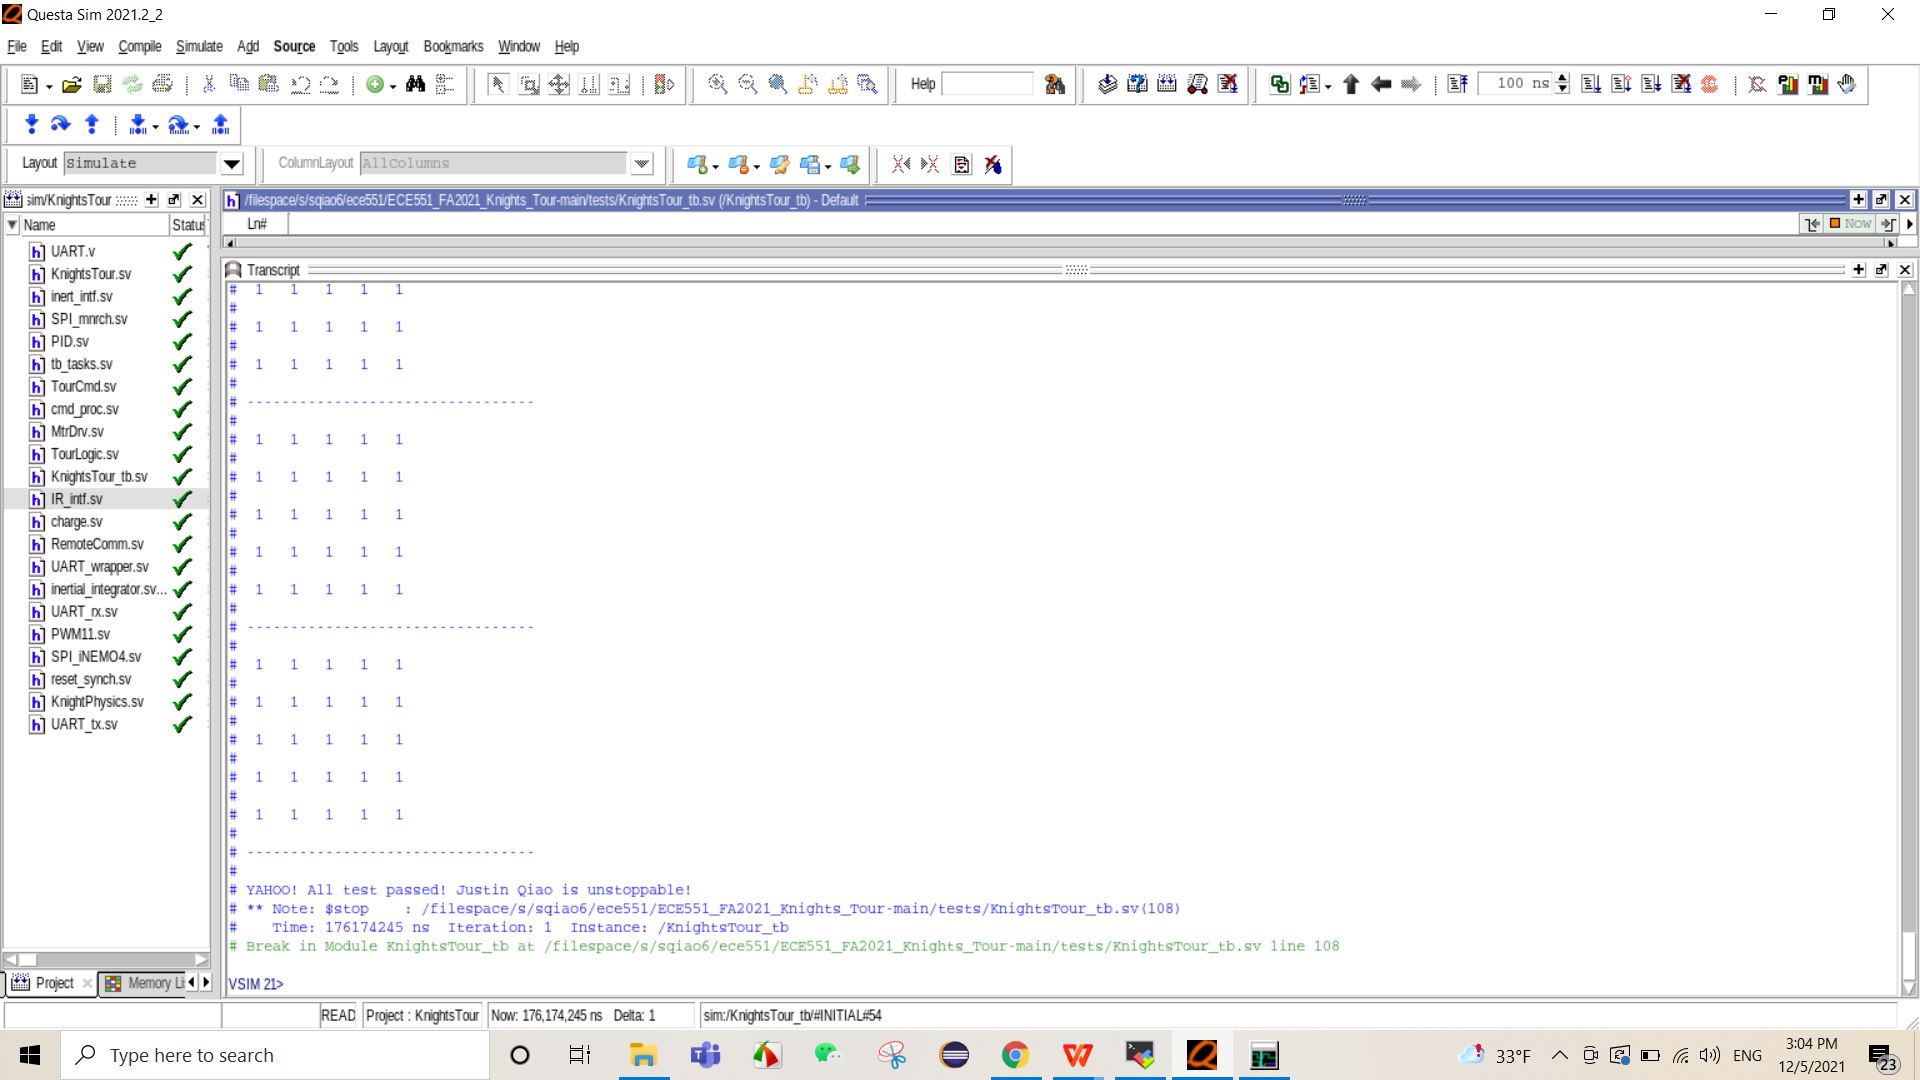 Questa Sim 2021.2_2
File Edit View Compile Simulate Add Source Tools Layout Bookmarks Window Help
Help
100 ns
Layout Simulate
ColumnLayout AllColumns
sim/KnightsTour
/filespace/s/sqiao6/ece551/ECE551_FA2021_Knights_Tour-main/tests/KnightsTour_tb.sv (/KnightsTour_tb) - Default
Name Status
Ln#
Now
UART.v
KnightsTour.sv
inert_intf.sv
SPI_mnrch.sv
PID.sv
tb_tasks.sv
TourCmd.sv
cmd_proc.sv
MtrDrv.sv
TourLogic.sv
KnightsTour_tb.sv
IR_intf.sv
charge.sv
RemoteComm.sv
UART_wrapper.sv
inertial_integrator.sv...
UART_rx.sv
PWM11.sv
SPI_iNEMO4.sv
reset_synch.sv
KnightPhysics.sv
UART_tx.sv
Project
Memory Li
Transcript
# 1 1 1 1 1
#
# 1 1 1 1 1
#
# 1 1 1 1 1
#
# ---------------------------------
#
# 1 1 1 1 1
#
# 1 1 1 1 1
#
# 1 1 1 1 1
#
# 1 1 1 1 1
#
# 1 1 1 1 1
#
# ---------------------------------
#
# 1 1 1 1 1
#
# 1 1 1 1 1
#
# 1 1 1 1 1
#
# 1 1 1 1 1
#
# 1 1 1 1 1
#
# ---------------------------------
#
# YAHOO! All test passed! Justin Qiao is unstoppable!
# ** Note: $stop : /filespace/s/sqiao6/ece551/ECE551_FA2021_Knights_Tour-main/tests/KnightsTour_tb.sv(108)
# Time: 176174245 ns Iteration: 1 Instance: /KnightsTour_tb
# Break in Module KnightsTour_tb at /filespace/s/sqiao6/ece551/ECE551_FA2021_Knights_Tour-main/tests/KnightsTour_tb.sv line 108
VSIM 21>
READ Project : KnightsTour Now: 176,174,245 ns Delta: 1 sim:/KnightsTour_tb/#INITIAL#54
Type here to search
33°F
ENG
3:04 PM
12/5/2021
23